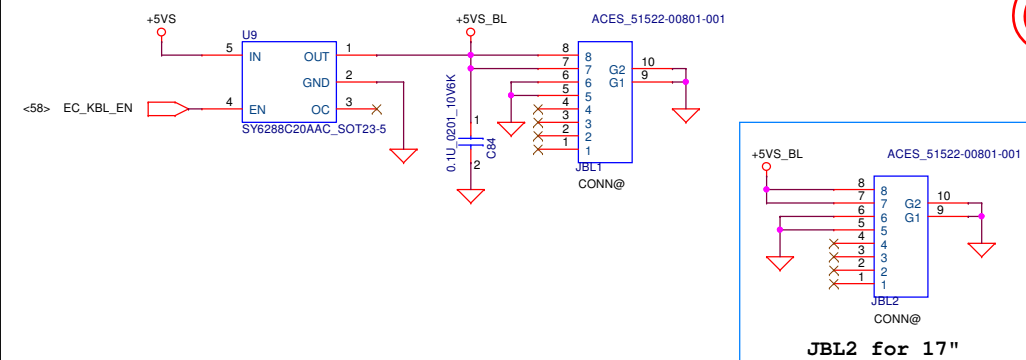 +5VS
U9
5 IN OUT 1
GND 2
<58> EC_KBL_EN 4 EN OC 3
SY6288C20AAC_SOT23-5
+5VS_BL
0.1U_0201_10V6K
1
C84
2
ACES_51522-00801-001
8 8
7 7 G2 10
6 6 G1 9
5 5
4 4
3 3
2 2
1 1
JBL1
CONN@
+5VS_BL
ACES_51522-00801-001
8 8
7 7 G2 10
6 6 G1 9
5 5
4 4
3 3
2 2
1 1
JBL2
CONN@
JBL2 for 17"